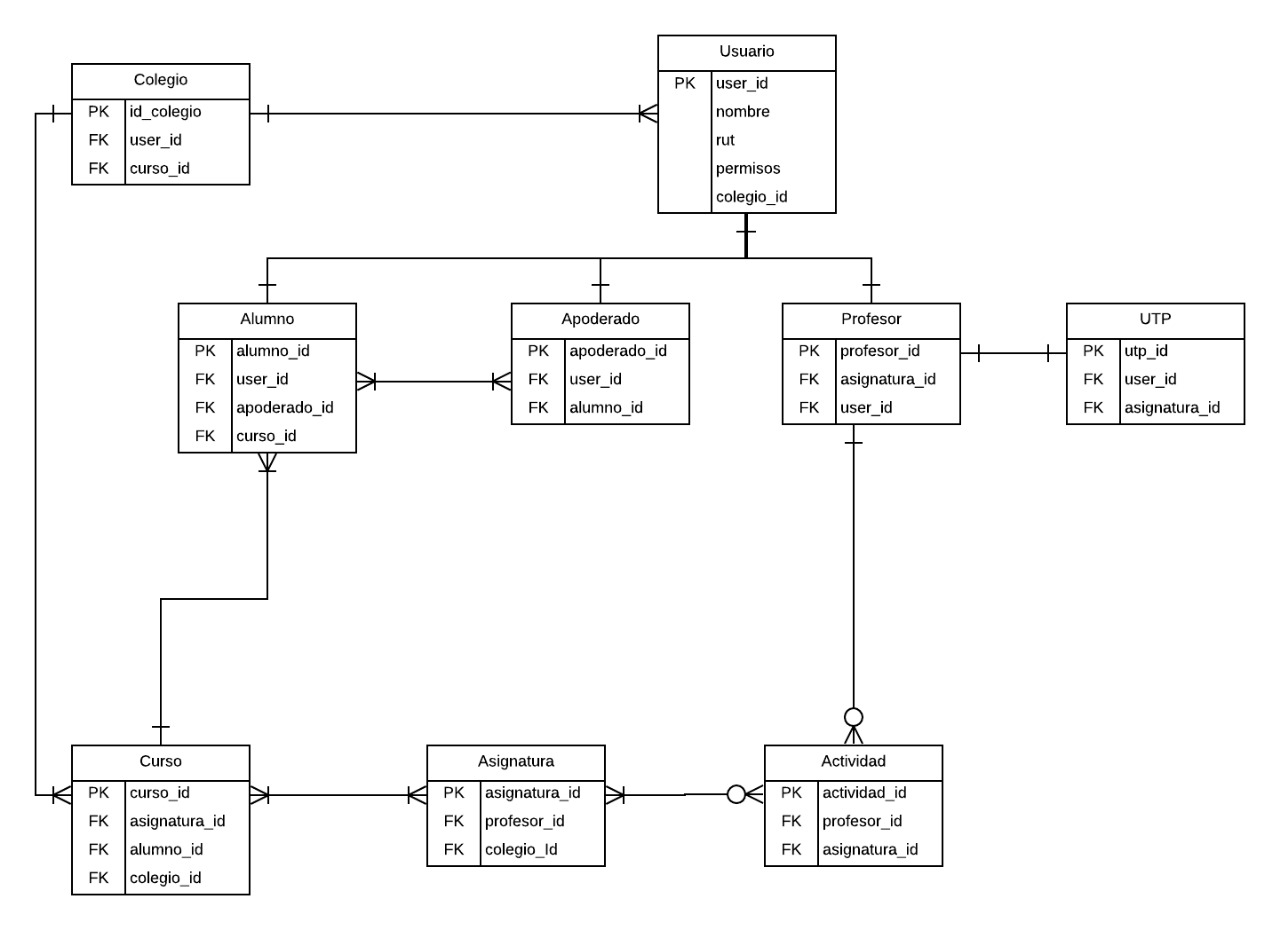 Usuario
PK user_id
nombre
rut
permisos
colegio_id
Colegio
PK id_colegio
FK user_id
FK curso_id
Alumno
PK alumno_id
FK user_id
FK apoderado_id
FK curso_id
Apoderado
PK apoderado_id
FK user_id
FK alumno_id
Profesor
PK profesor_id
FK asignatura_id
FK user_id
UTP
PK utp_id
FK user_id
FK asignatura_id
Curso
PK curso_id
FK asignatura_id
FK alumno_id
FK colegio_id
Asignatura
PK asignatura_id
FK profesor_id
FK colegio_Id
Actividad
PK actividad_id
FK profesor_id
FK asignatura_id